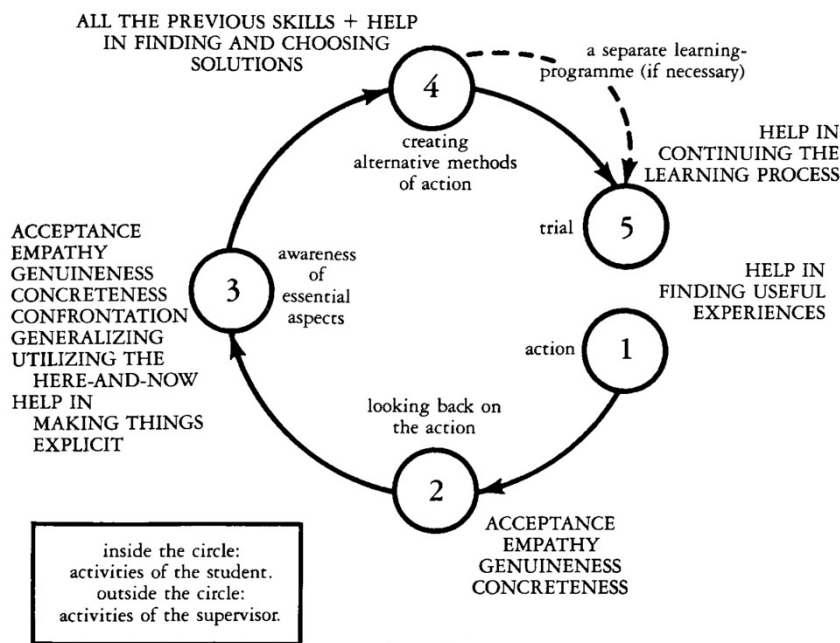 ALL THE PREVIOUS SKILLS + HELP
IN FINDING AND CHOOSING
SOLUTIONS
4
creating
alternative methods
of action
a separate learning-
programme (if necessary)
HELP IN
CONTINUING THE
LEARNING PROCESS
trial
5
ACCEPTANCE
EMPATHY
GENUINENESS
CONCRETENESS
CONFRONTATION
GENERALIZING
UTILIZING THE
HERE-AND-NOW
HELP IN
MAKING THINGS
EXPLICIT
3
awareness
of
essential
aspects
HELP IN
FINDING USEFUL
EXPERIENCES
action
1
looking back on
the action
2
ACCEPTANCE
EMPATHY
GENUINENESS
CONCRETENESS
inside the circle:
activities of the student.
outside the circle:
activities of the supervisor.